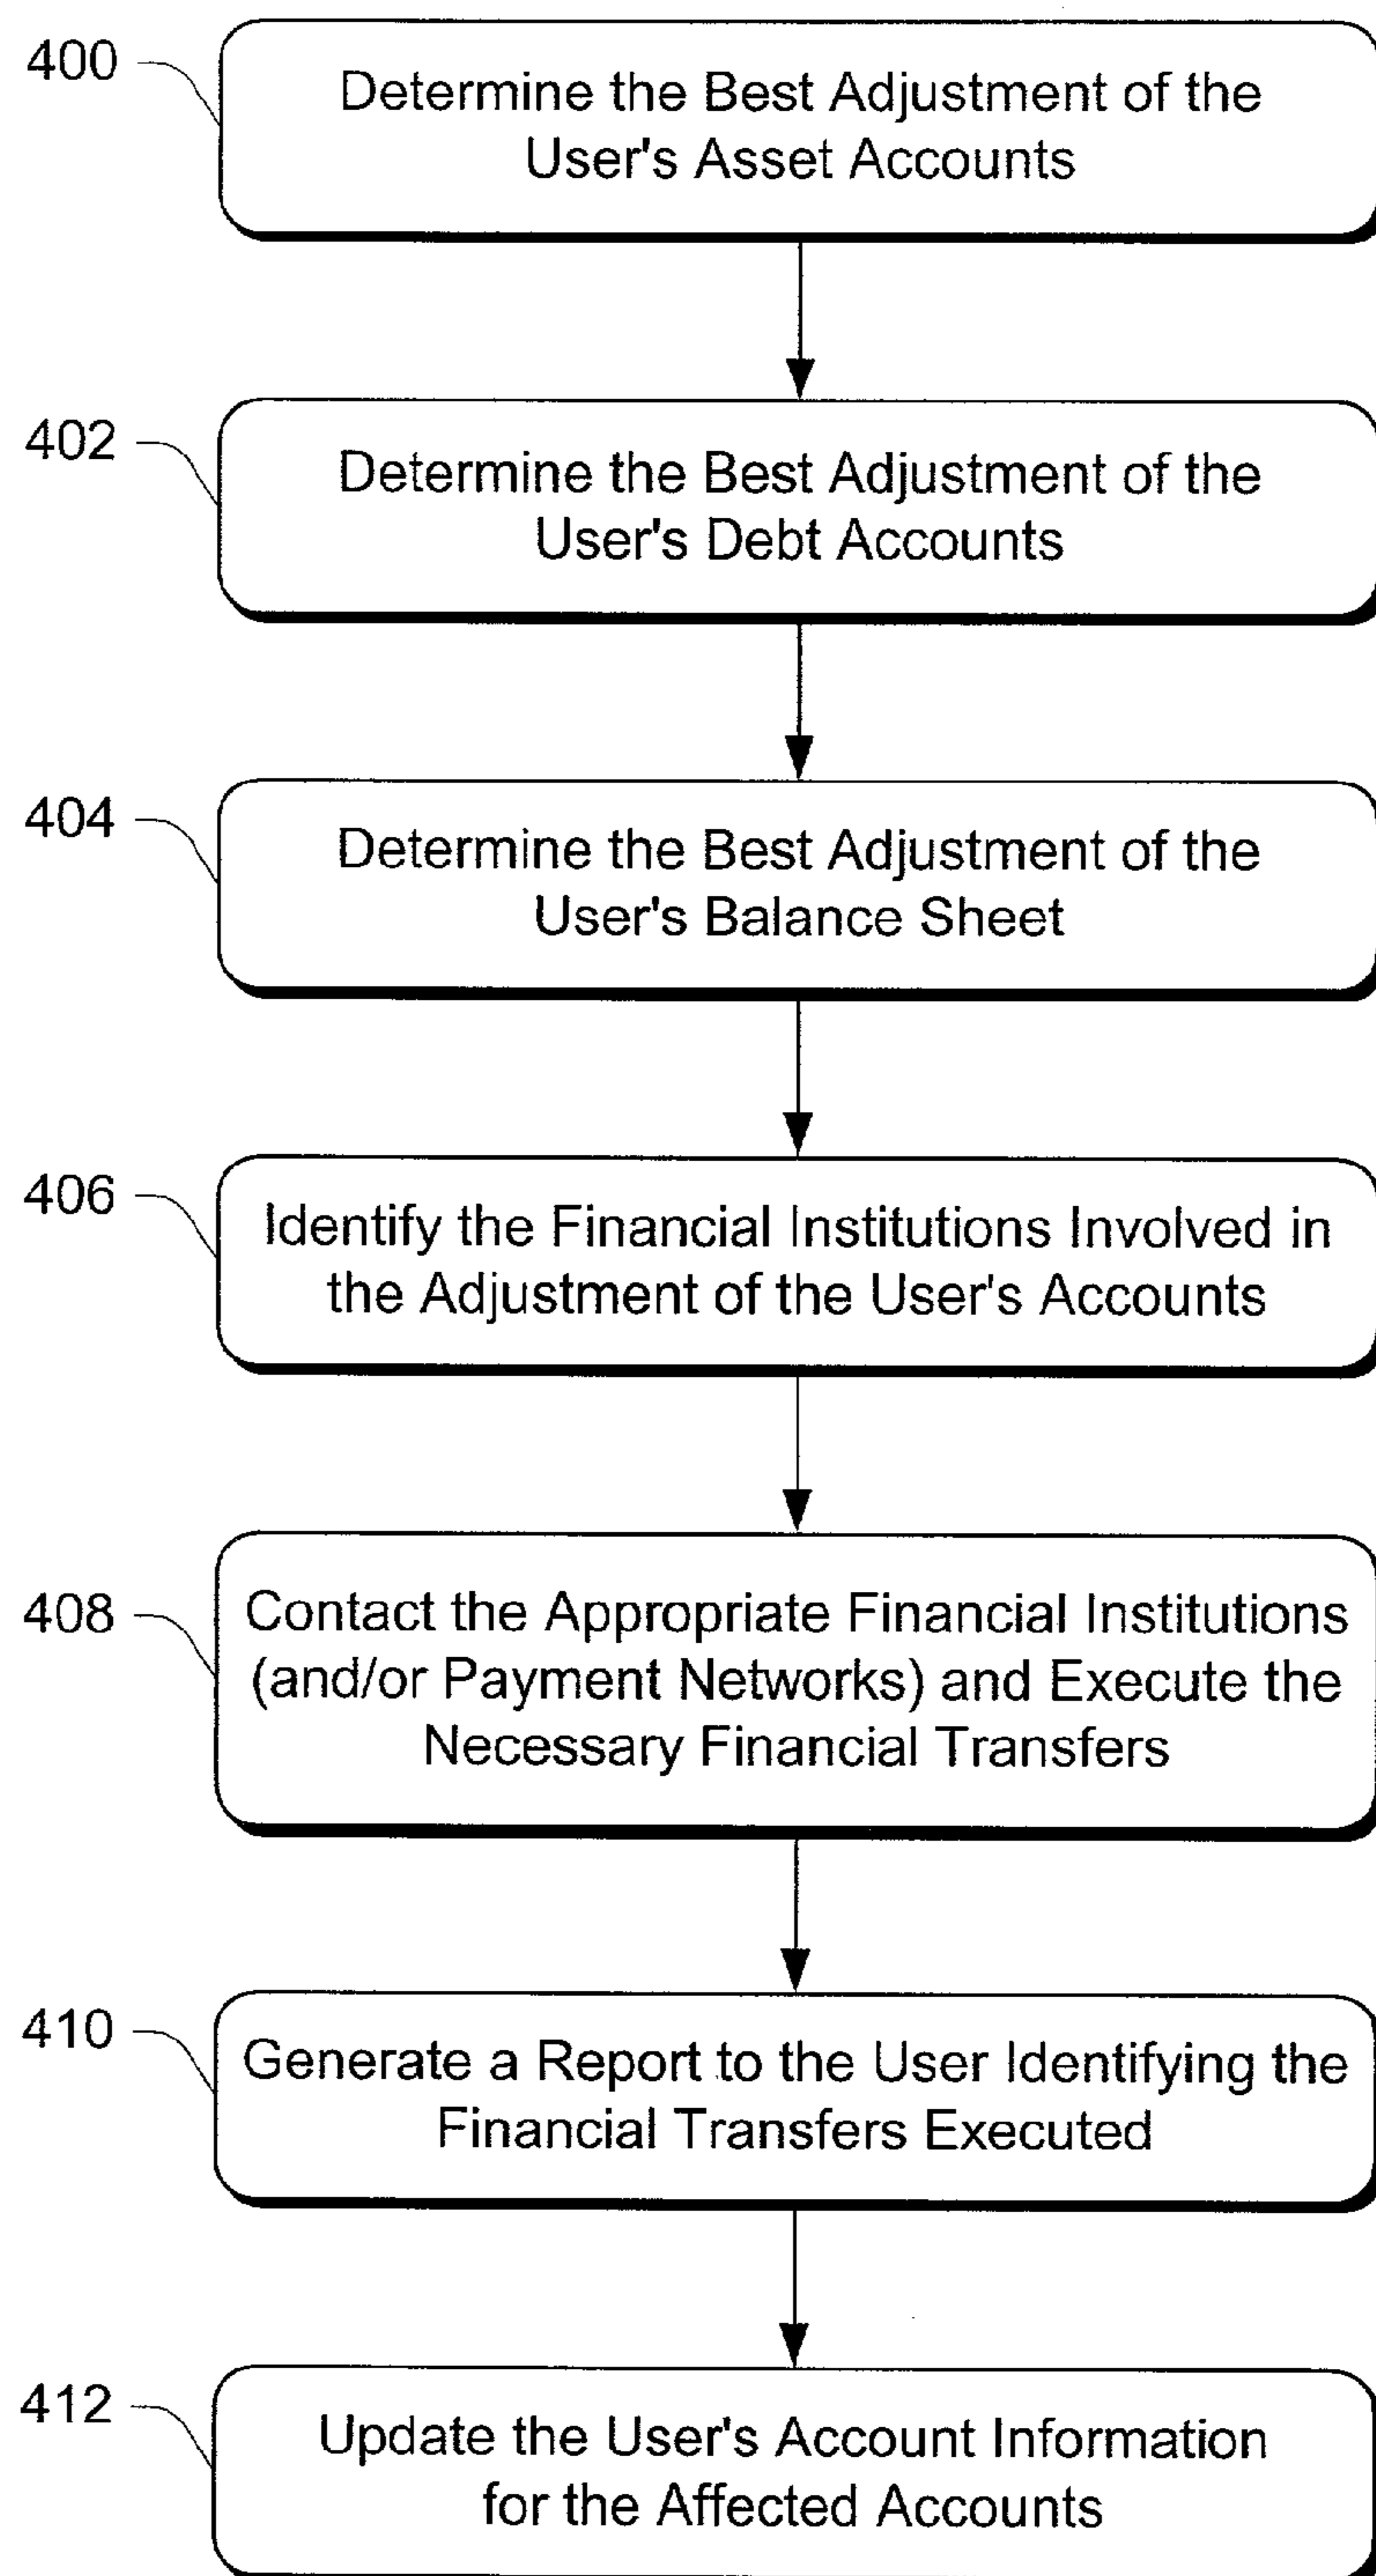 400
Determine the Best Adjustment of the
User's Asset Accounts
402
Determine the Best Adjustment of the
User's Debt Accounts
404
Determine the Best Adjustment of the
User's Balance Sheet
406
Identify the Financial Institutions Involved in
the Adjustment of the User's Accounts
408
Contact the Appropriate Financial Institutions
(and/or Payment Networks) and Execute the
Necessary Financial Transfers
410
Generate a Report to the User Identifying the
Financial Transfers Executed
412
Update the User's Account Information
for the Affected Accounts